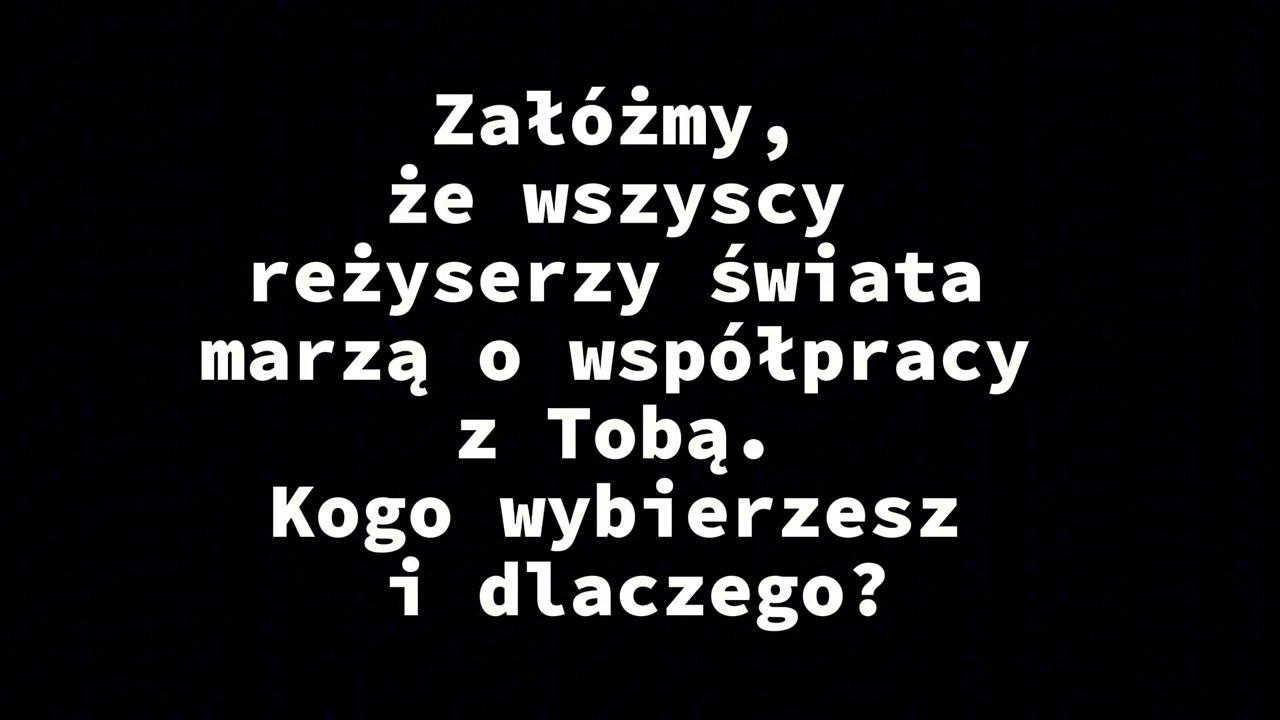 Załóżmy,
że wszyscy
reżyserzy świata
marzą o współpracy
z Tobą.
Kogo wybierzesz
i dlaczego?